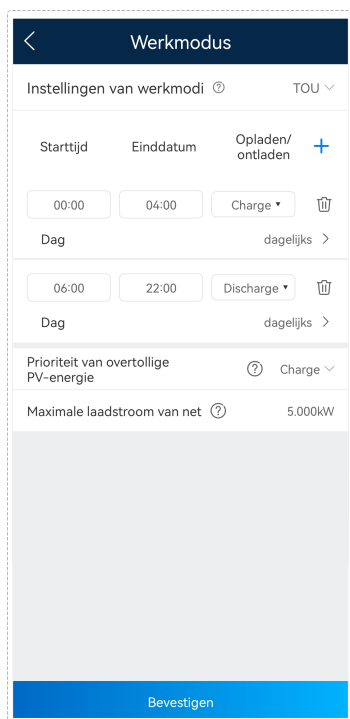 Werkmodus
Instellingen van werkmodi ? TOU
Starttijd Einddatum Opladen/
ontladen +
00:00 04:00 Charge
Dag dagelijks >
06:00 22:00 Discharge
Dag dagelijks >
Prioriteit van overtollige
PV-energie ? Charge
Maximale laadstroom van net ? 5.000kW
Bevestigen